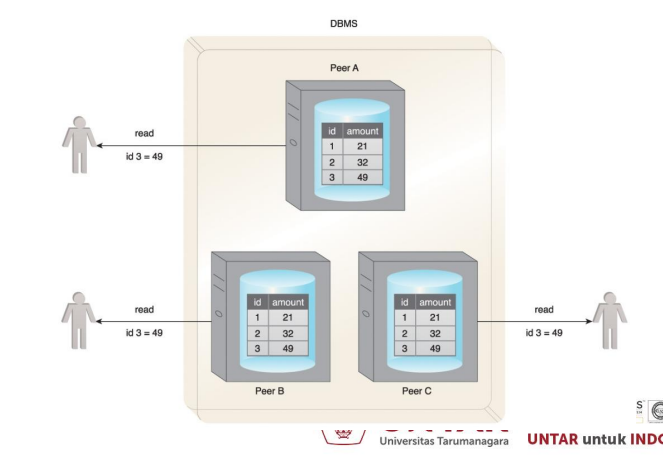 DBMS
Peer A
id amount
1 21
2 32
3 49
read
id 3 = 49
id amount
1 21
2 32
3 49
read
id 3 = 49
Peer B
id amount
1 21
2 32
3 49
read
id 3 = 49
Peer C
Universitas Tarumanagara
UNTAR untuk INDO